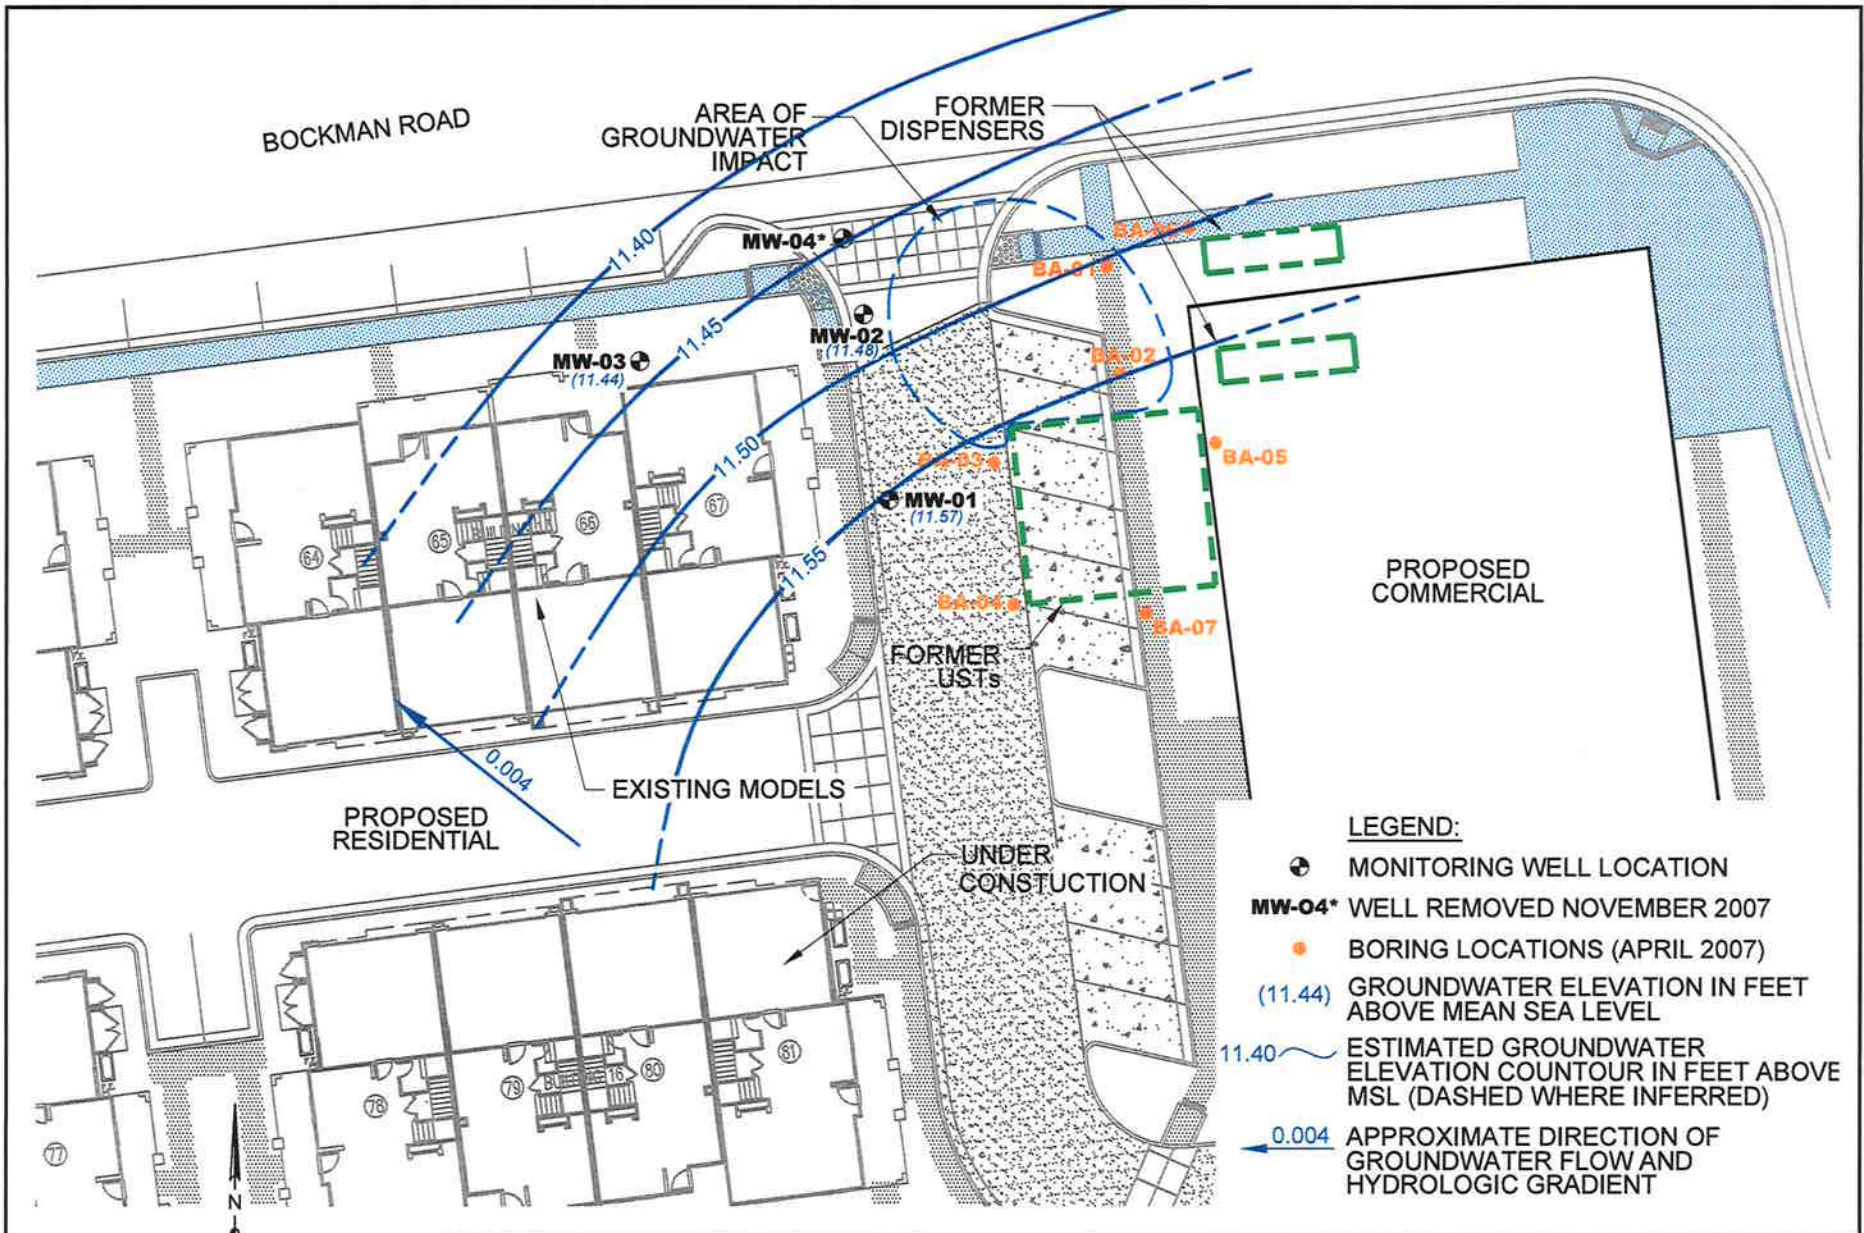 BOCKMAN ROAD
AREA OF
GROUNDWATER
IMPACT
FORMER
DISPENSERS
MW-04*
11.40
BA-01
MW-02
(11.48)
11.45
MW-03
(11.44)
BA-02
11.50
BA-03
BA-05
MW-01
(11.57)
64
65
66
67
11.55
PROPOSED
COMMERCIAL
BA-04
BA-07
FORMER
USTs
0.004
EXISTING MODELS
PROPOSED
RESIDENTIAL
UNDER
CONSTUCTION
77
78
79
80
81
16
N
LEGEND:
MONITORING WELL LOCATION
MW-04* WELL REMOVED NOVEMBER 2007
BORING LOCATIONS (APRIL 2007)
(11.44) GROUNDWATER ELEVATION IN FEET
ABOVE MEAN SEA LEVEL
11.40 ESTIMATED GROUNDWATER
ELEVATION COUNTOUR IN FEET ABOVE
MSL (DASHED WHERE INFERRED)
0.004 APPROXIMATE DIRECTION OF
GROUNDWATER FLOW AND
HYDROLOGIC GRADIENT